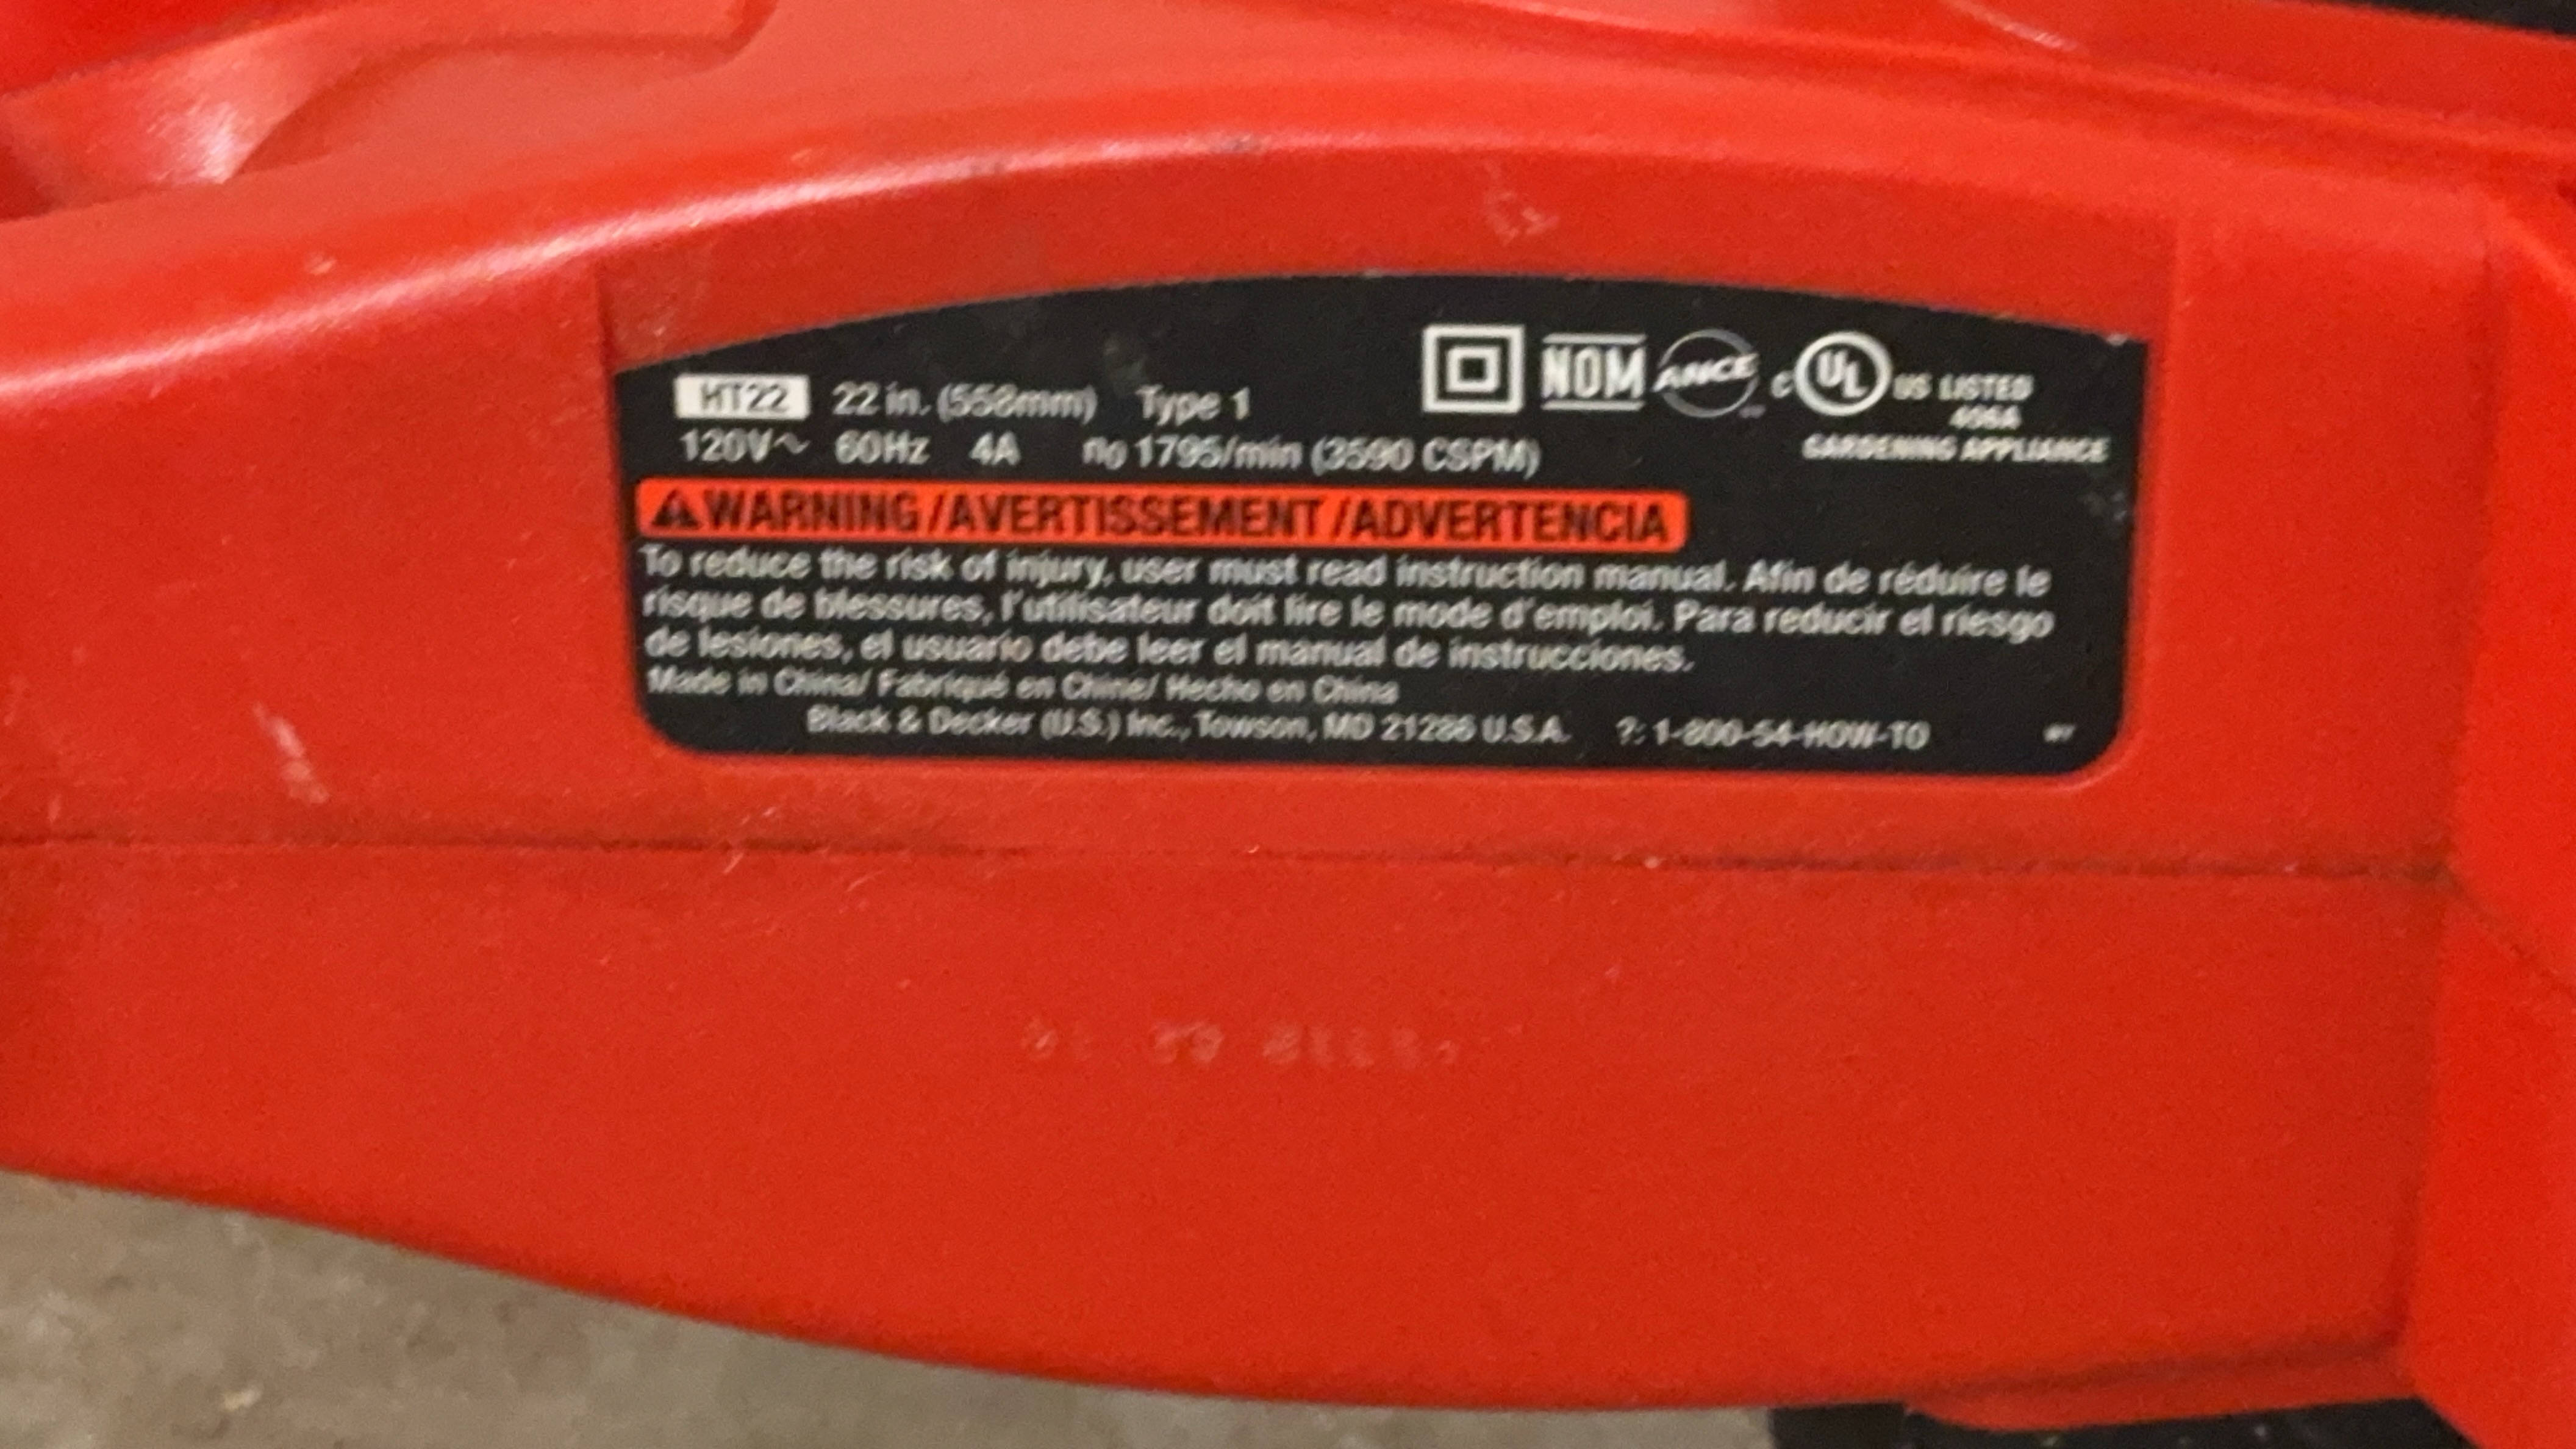 HT22 22 in. (558mm) Type 1
120V~ 60Hz 4A no 1795/min (3590 CSPM)
NOM ANCE c UL US LISTED
GARDENING APPLIANCE
WARNING/AVERTISSEMENT/ADVERTENCIA
To reduce the risk of injury, user must read instruction manual. Afin de réduire le
risque de blessures, l'utilisateur doit lire le mode d'emploi. Para reducir el riesgo
de lesiones, el usuario debe leer el manual de instrucciones.
Made in China/ Fabriqué en Chine/ Hecho en China
Black & Decker (U.S.) Inc., Towson, MD 21286 U.S.A. ?: 1-800-54-HOW-TO